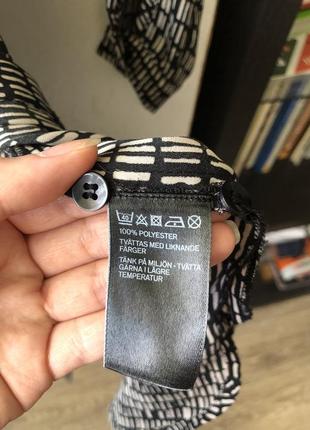 100% POLYESTER
TVÄTTAS MED LIKNANDE
FÄRGER
TÄNK PÅ MILJÖN - TVÄTTA
GÄRNA I LÄGRE
TEMPERATUR